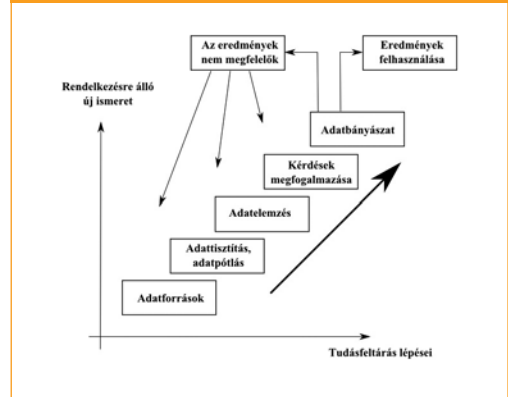 Az eredmények
nem megfelelők
Eredmények
felhasználása
Rendelkezésre álló
új ismeret
Adatbányászat
Kérdések
megfogalmazása
Adatelemzés
Adattisztítás,
adatpótlás
Adatforrások
Tudásfeltárás lépései